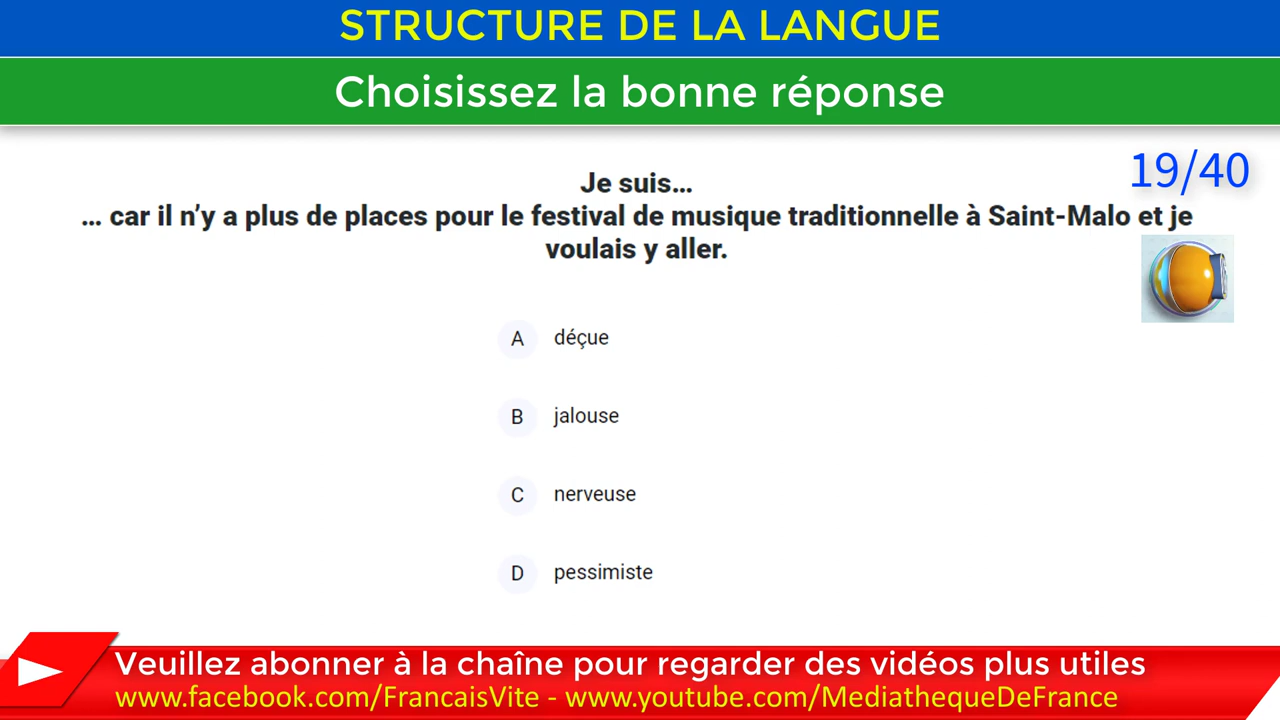 STRUCTURE DE LA LANGUE
Choisissez la bonne réponse
19/40
Je suis...
... car il n’y a plus de places pour le festival de musique traditionnelle à Saint-Malo et je
voulais y aller.
A déçue
B jalouse
C nerveuse
D pessimiste
Veuillez abonner à la chaîne pour regarder des vidéos plus utiles
www.facebook.com/FrancaisVite - www.youtube.com/MediathequeDeFrance